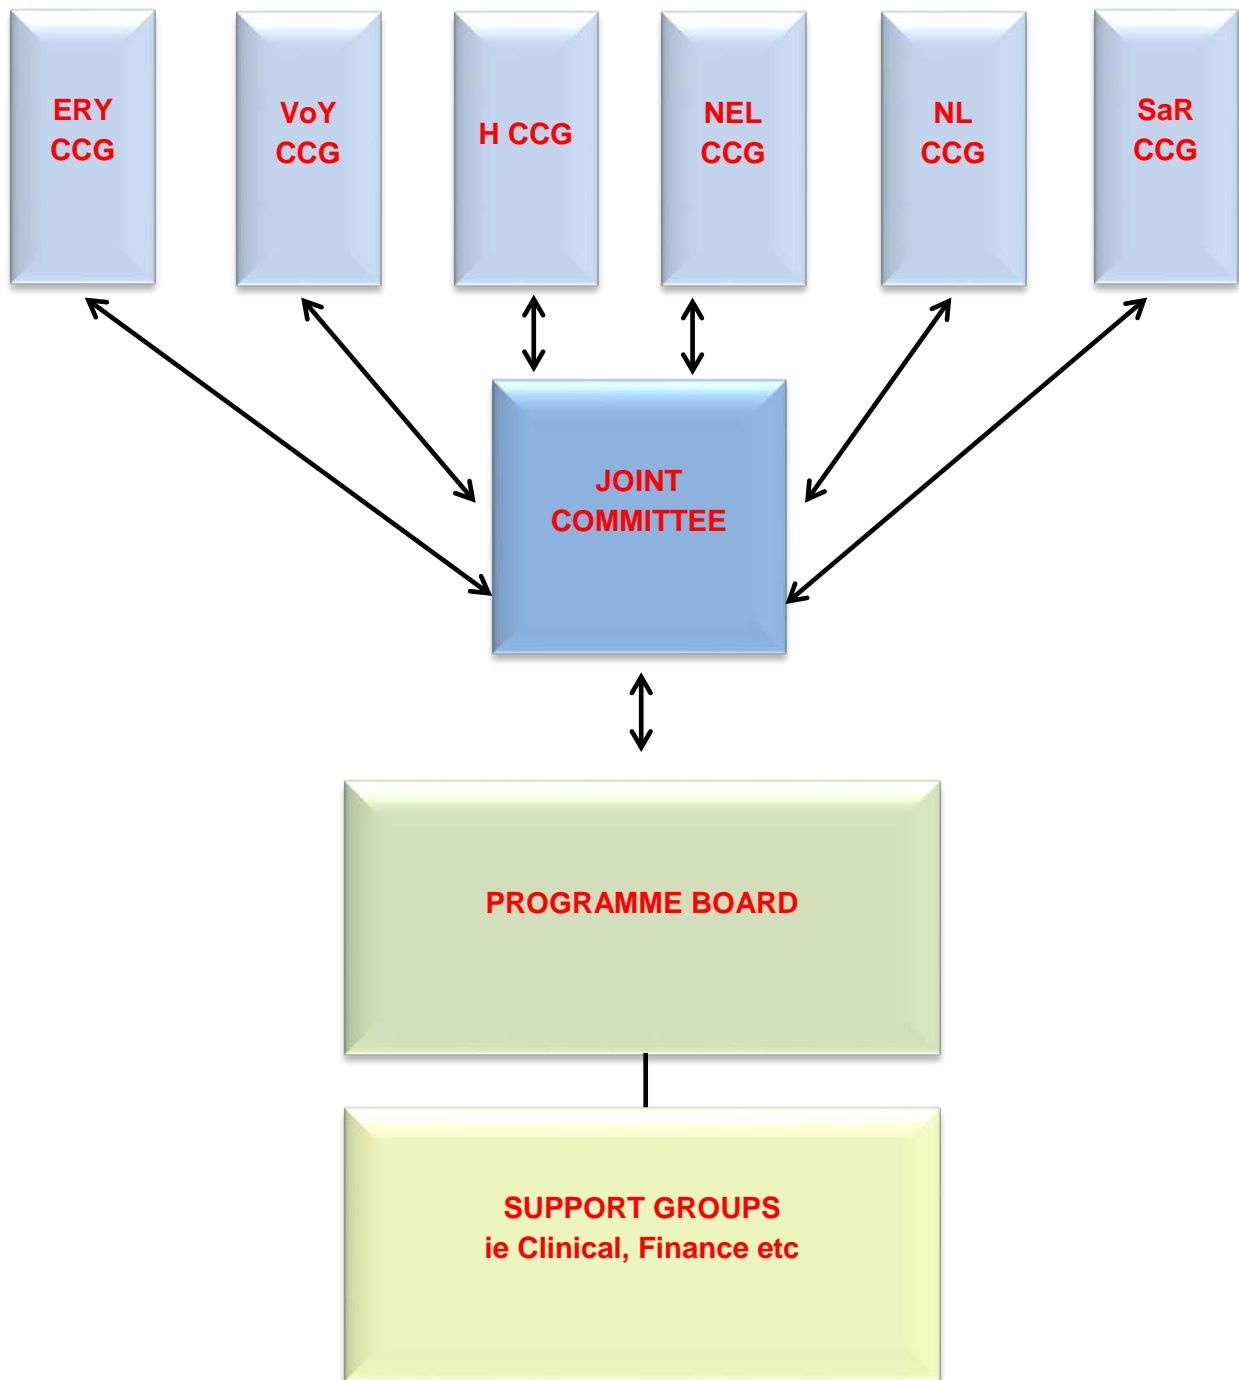 ERY
CCG
VoY
CCG
H CCG
NEL
CCG
NL
CCG
SaR
CCG
JOINT
COMMITTEE
PROGRAMME BOARD
SUPPORT GROUPS
ie Clinical, Finance etc